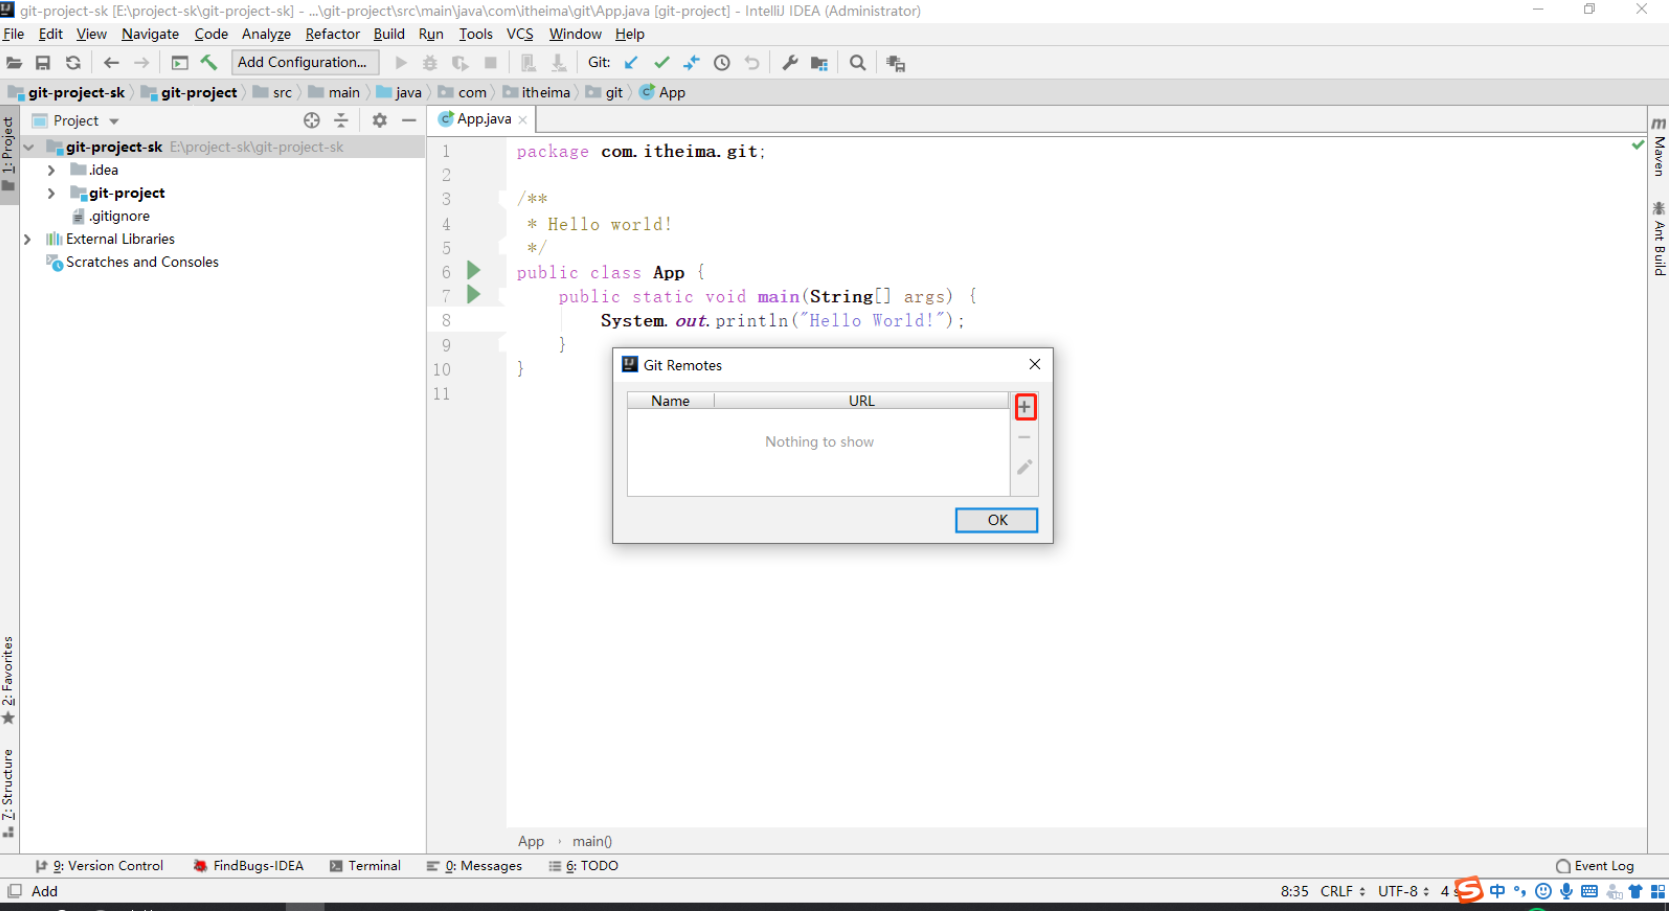 git-project-sk [E:\project-sk\git-project-sk] - ...\git-project\src\main\java\com\itheima\git\App.java [git-project] - IntelliJ IDEA (Administrator)
File Edit View Navigate Code Analyze Refactor Build Run Tools VCS Window Help
Add Configuration... Git:
git-project-sk git-project src main java com itheima git App
1: Project
Project
App.java
git-project-sk E:\project-sk\git-project-sk
.idea
git-project
.gitignore
External Libraries
Scratches and Consoles
1 package com.itheima.git;
2
3 /**
4 * Hello world!
5 */
6 public class App {
7 public static void main(String[] args) {
8 System.out.println("Hello World!");
9 }
10 }
11
Git Remotes
Name URL
Nothing to show
OK
Maven
Ant Build
2: Favorites
7: Structure
App main()
9: Version Control FindBugs-IDEA Terminal 0: Messages 6: TODO Event Log
Add 8:35 CRLF UTF-8 4 s 中